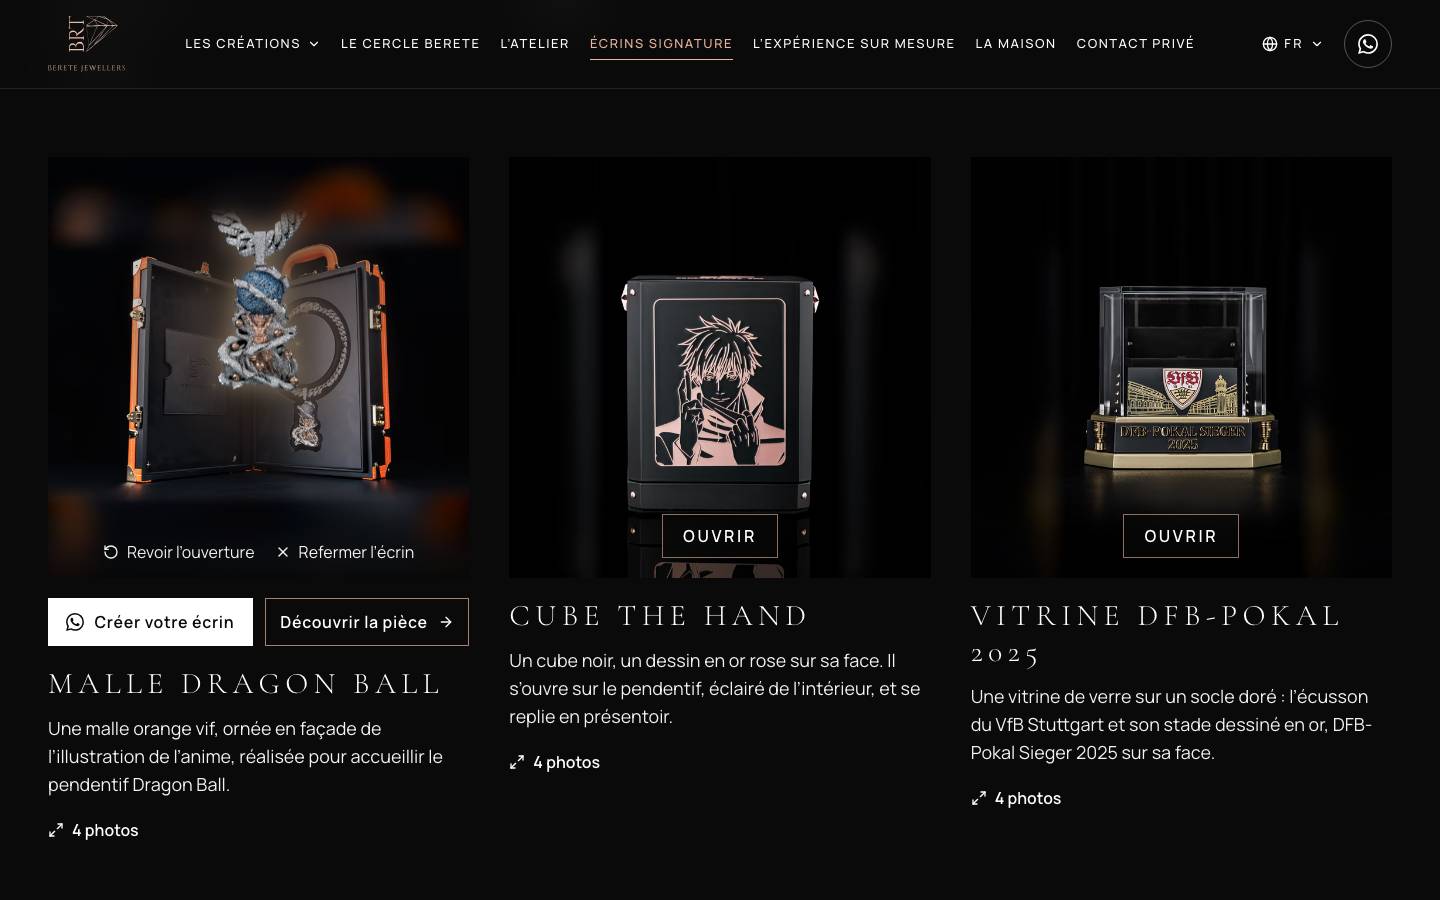 BRT
BERETE JEWELLERS
LES CRÉATIONS
LE CERCLE BERETE
L'ATELIER
ÉCRINS SIGNATURE
L'EXPÉRIENCE SUR MESURE
LA MAISON
CONTACT PRIVÉ
FR
VfB
DFB-POKAL SIEGER
2025
Revoir l'ouverture
Refermer l'écrin
OUVRIR
OUVRIR
Créer votre écrin
Découvrir la pièce
MALLE DRAGON BALL
Une malle orange vif, ornée en façade de
l'illustration de l'anime, réalisée pour accueillir le
pendentif Dragon Ball.
4 photos
CUBE THE HAND
Un cube noir, un dessin en or rose sur sa face. Il
s'ouvre sur le pendentif, éclairé de l'intérieur, et se
replie en présentoir.
4 photos
VITRINE DFB-POKAL
2025
Une vitrine de verre sur un socle doré : l'écusson
du VfB Stuttgart et son stade dessiné en or, DFB-
Pokal Sieger 2025 sur sa face.
4 photos